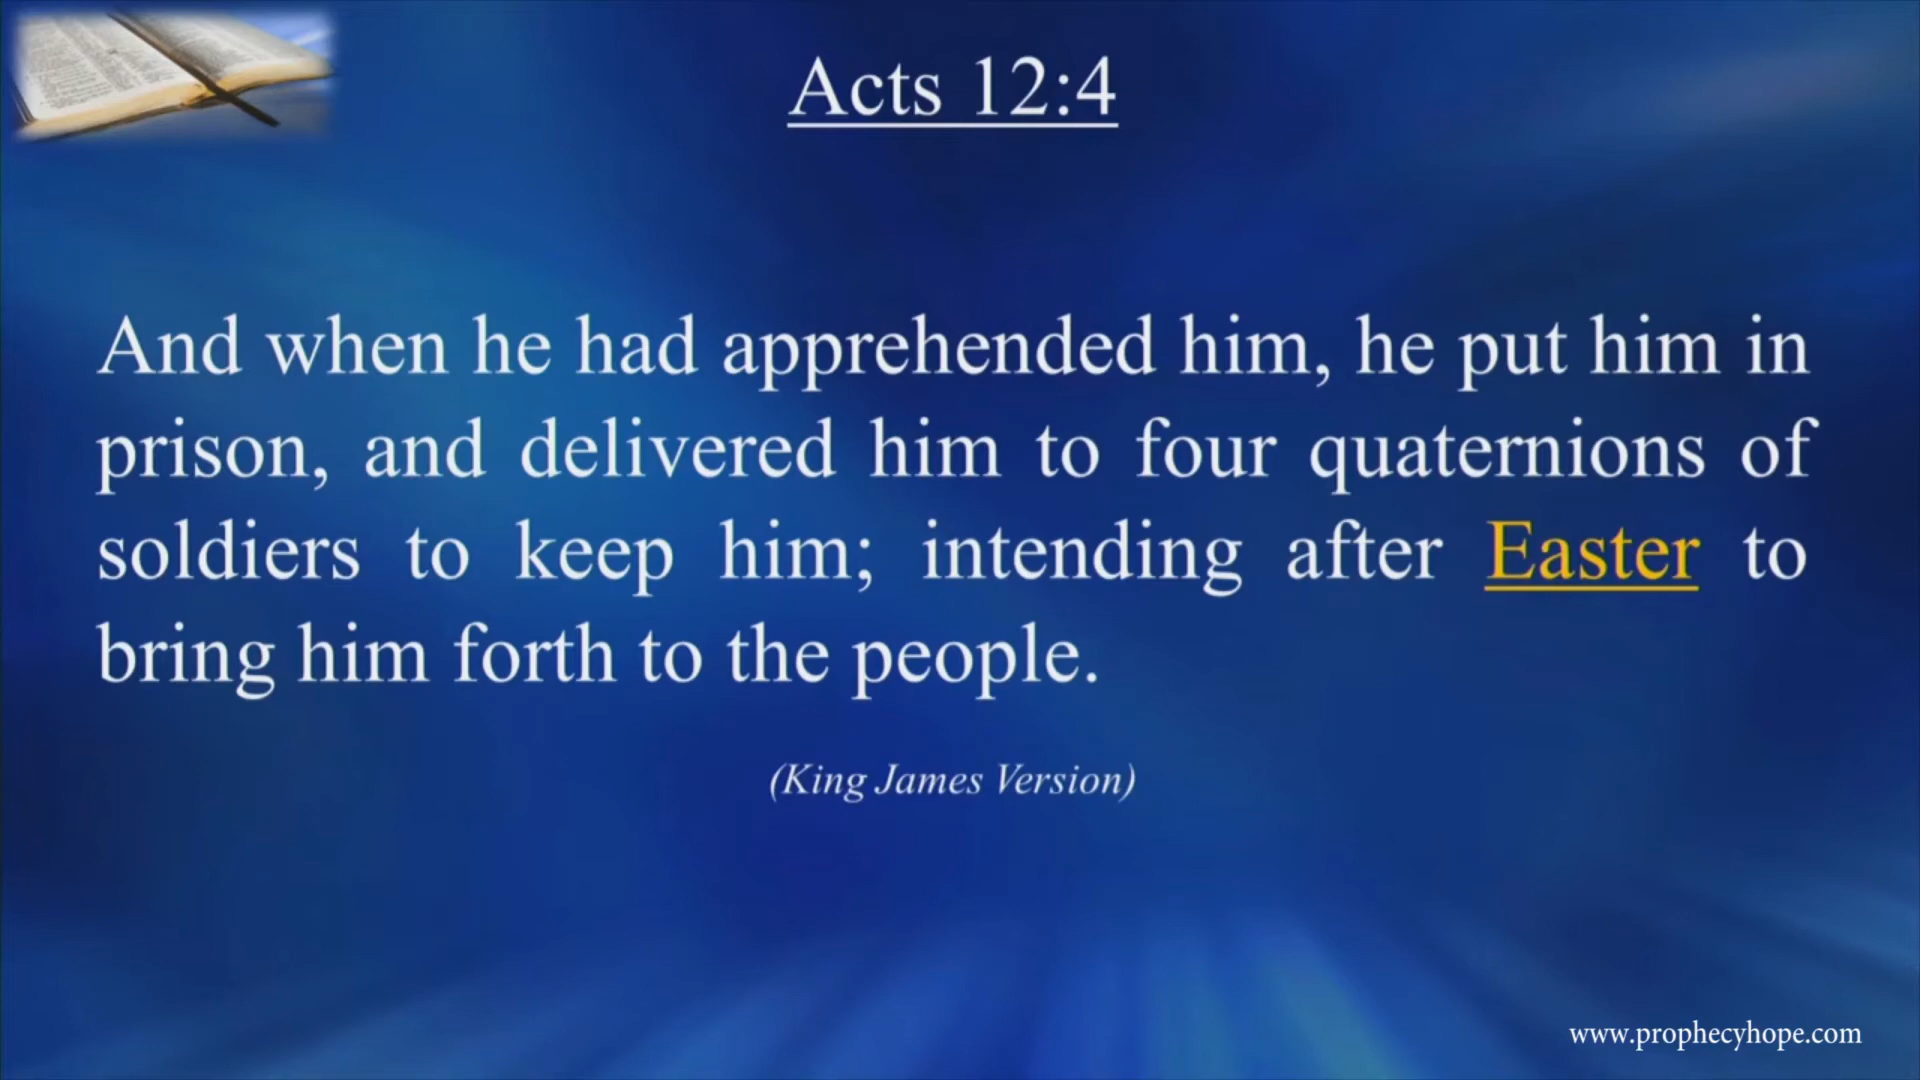 Acts 12:4
And when he had apprehended him, he put him in
prison, and delivered him to four quaternions of
soldiers to keep him; intending after Easter to
bring him forth to the people.
(King James Version)
www.prophecyhope.com